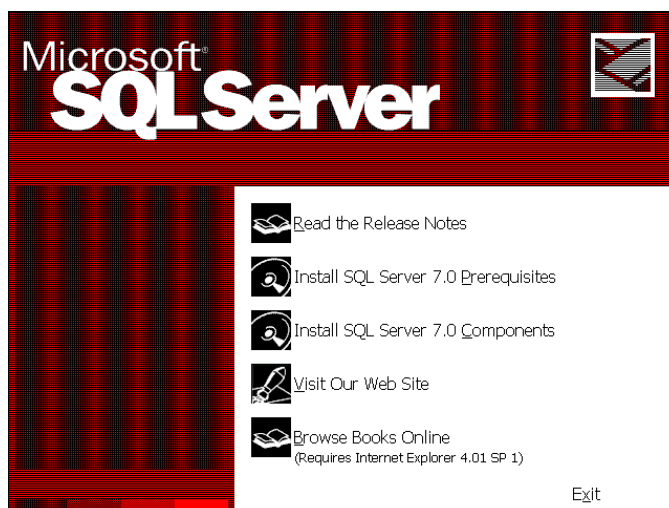 Microsoft®
SQL Server
Read the Release Notes
Install SQL Server 7.0 Prerequisites
Install SQL Server 7.0 Components
Visit Our Web Site
Browse Books Online
(Requires Internet Explorer 4.01 SP 1)
Exit